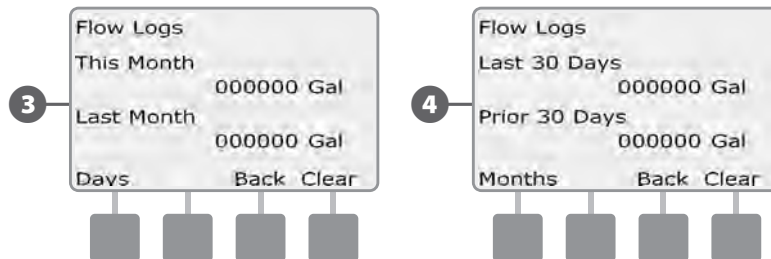 3
Flow Logs
This Month
000000 Gal
Last Month
000000 Gal
Days Back Clear
4
Flow Logs
Last 30 Days
000000 Gal
Prior 30 Days
000000 Gal
Months Back Clear